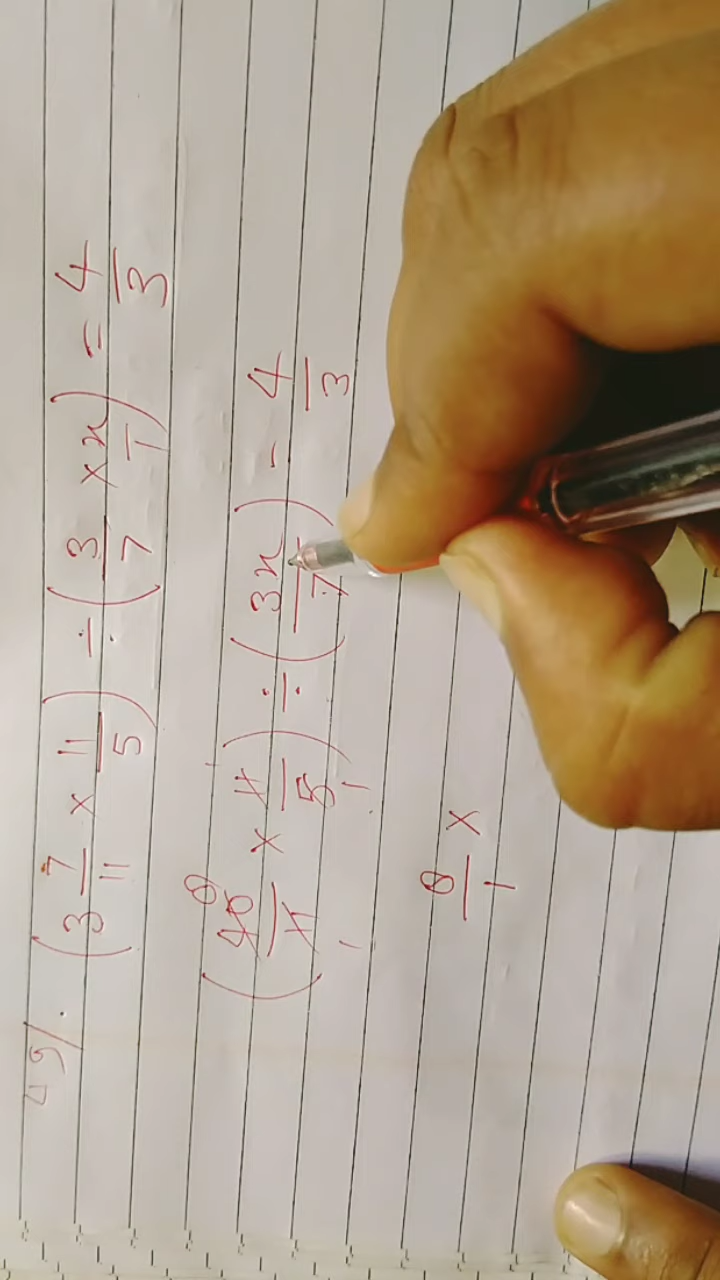 49/. (3 7/11 × 11/5) ÷ (3/7 × x/1) = 4/3
(40/11 × 11/5) ÷ (3x/7) = 4/3
8/1 ×